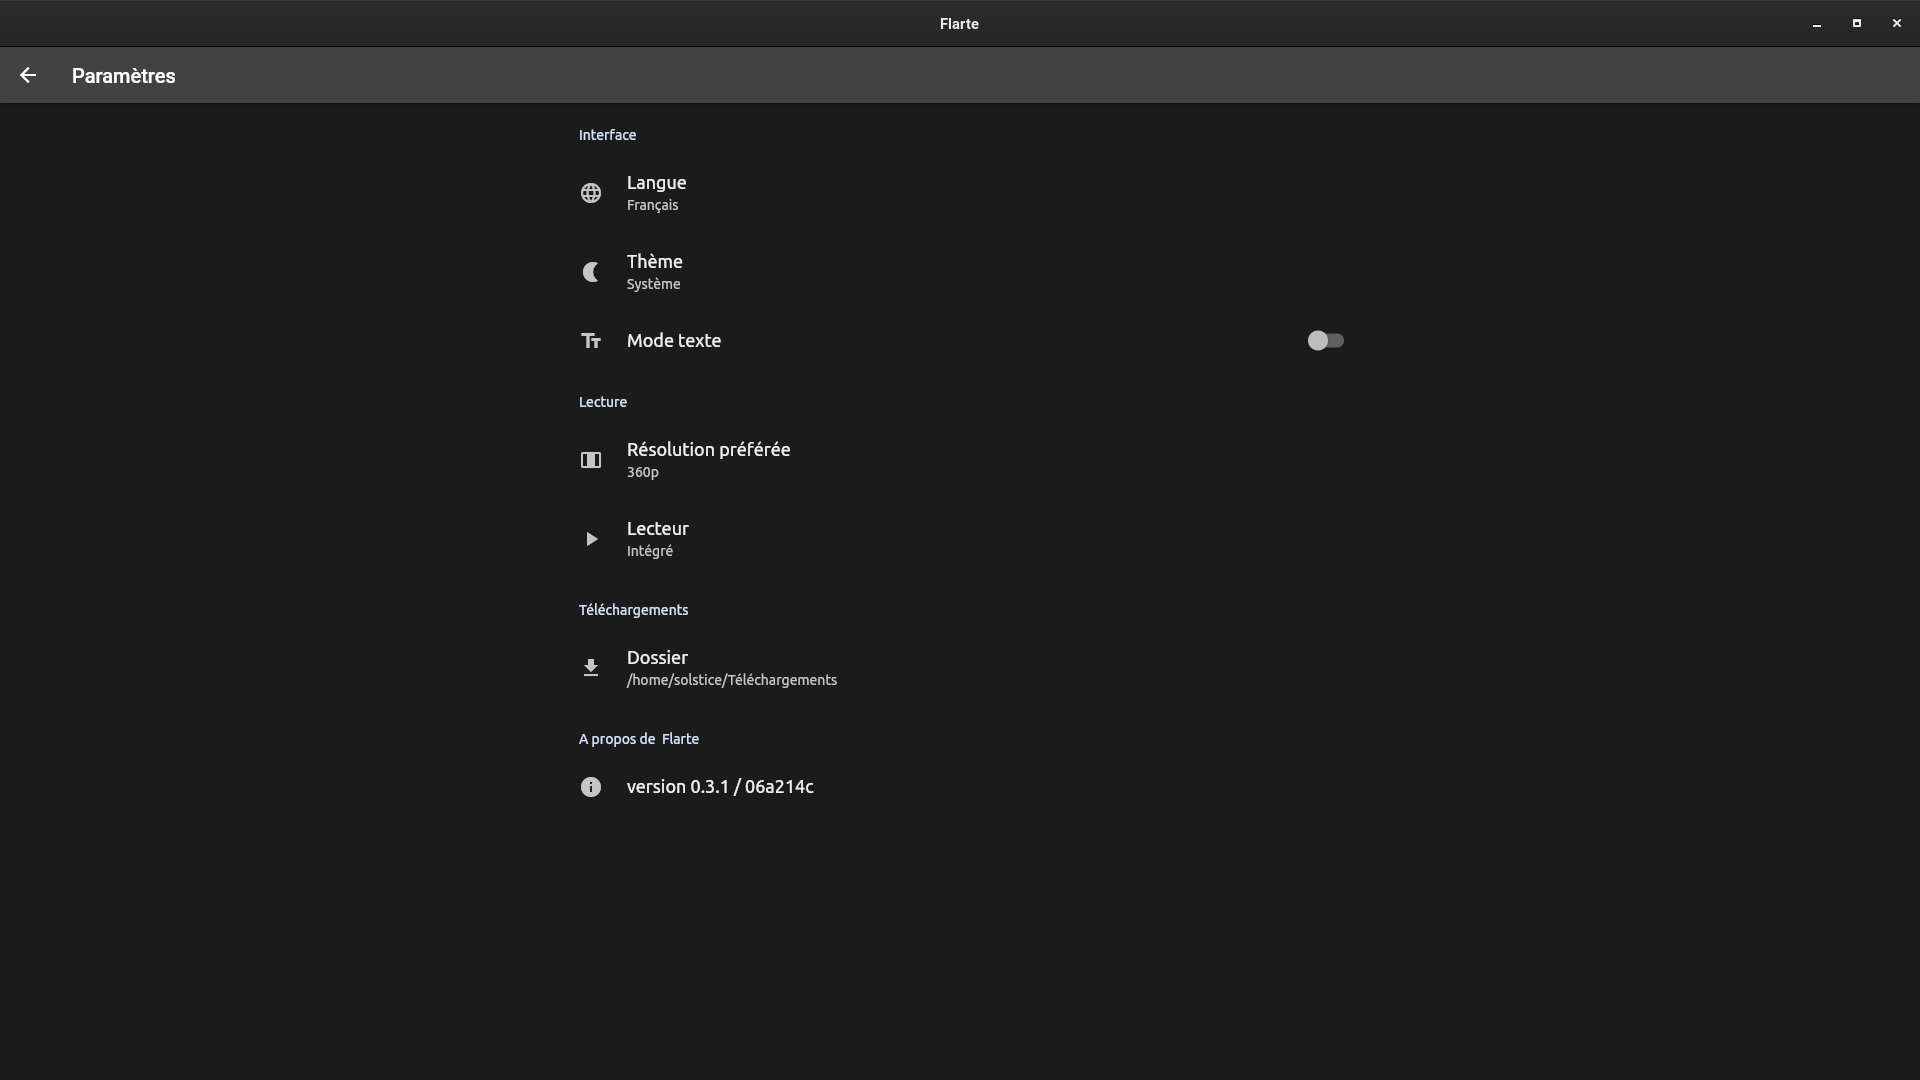 Flarte
Paramètres
Interface
Langue
Français
Thème
Système
Mode texte
Lecture
Résolution préférée
360p
Lecteur
Intégré
Téléchargements
Dossier
/home/solstice/Téléchargements
A propos de  Flarte
version 0.3.1 / 06a214c